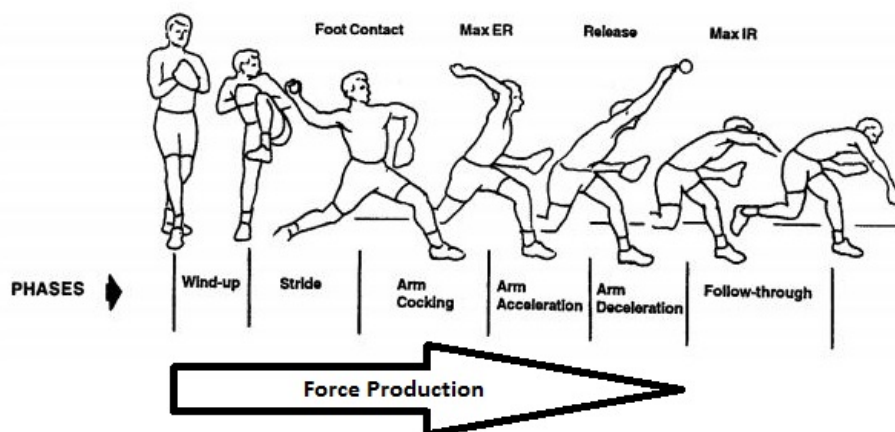 Foot Contact Max ER Release Max IR
PHASES Wind-up Stride Arm Cocking Arm Acceleration Arm Deceleration Follow-through
Force Production